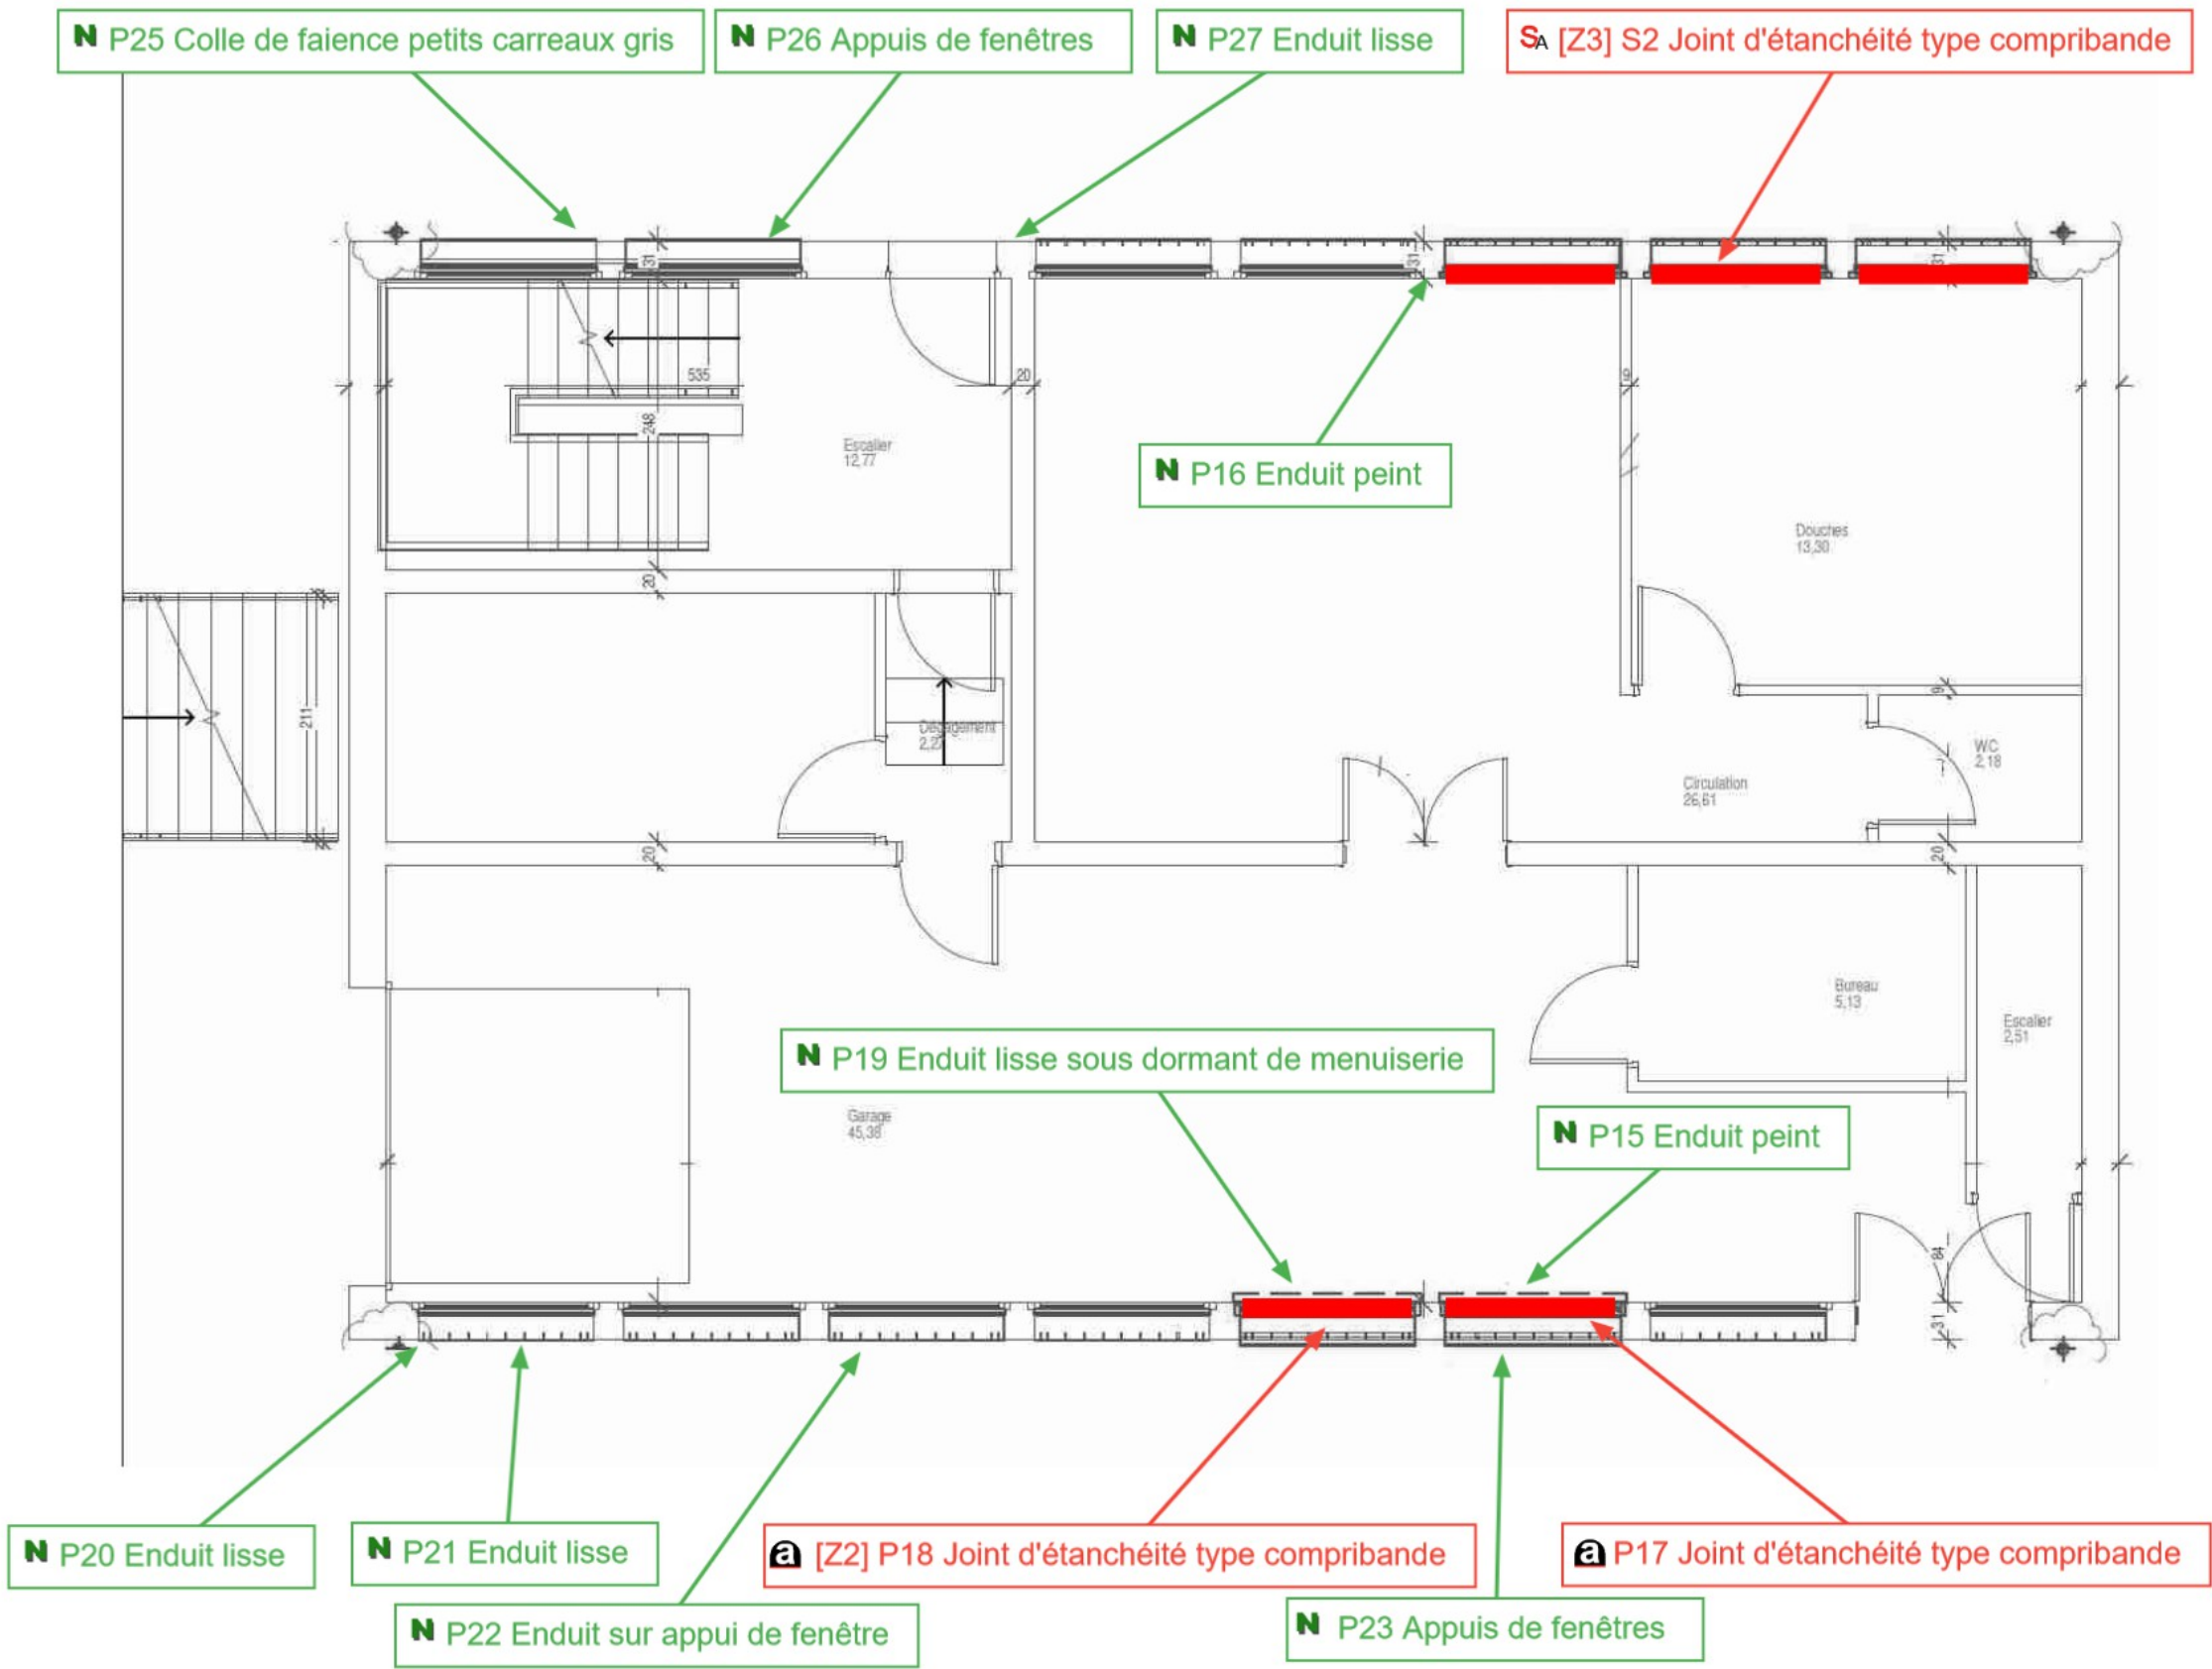 N P25 Colle de faience petits carreaux gris
N P26 Appuis de fenêtres
N P27 Enduit lisse
SA [Z3] S2 Joint d'étanchéité type compribande
31
31
31
535
20
248
Escalier
12,77
N P16 Enduit peint
Douches
13,30
20
211
9
Dégagement
WC
2,18
Circulation
26,61
20
20
Bureau
5,13
Escalier
2,51
N P19 Enduit lisse sous dormant de menuiserie
Garage
45,38
N P15 Enduit peint
84
31
N P20 Enduit lisse
N P21 Enduit lisse
a [Z2] P18 Joint d'étanchéité type compribande
a P17 Joint d'étanchéité type compribande
N P22 Enduit sur appui de fenêtre
N P23 Appuis de fenêtres